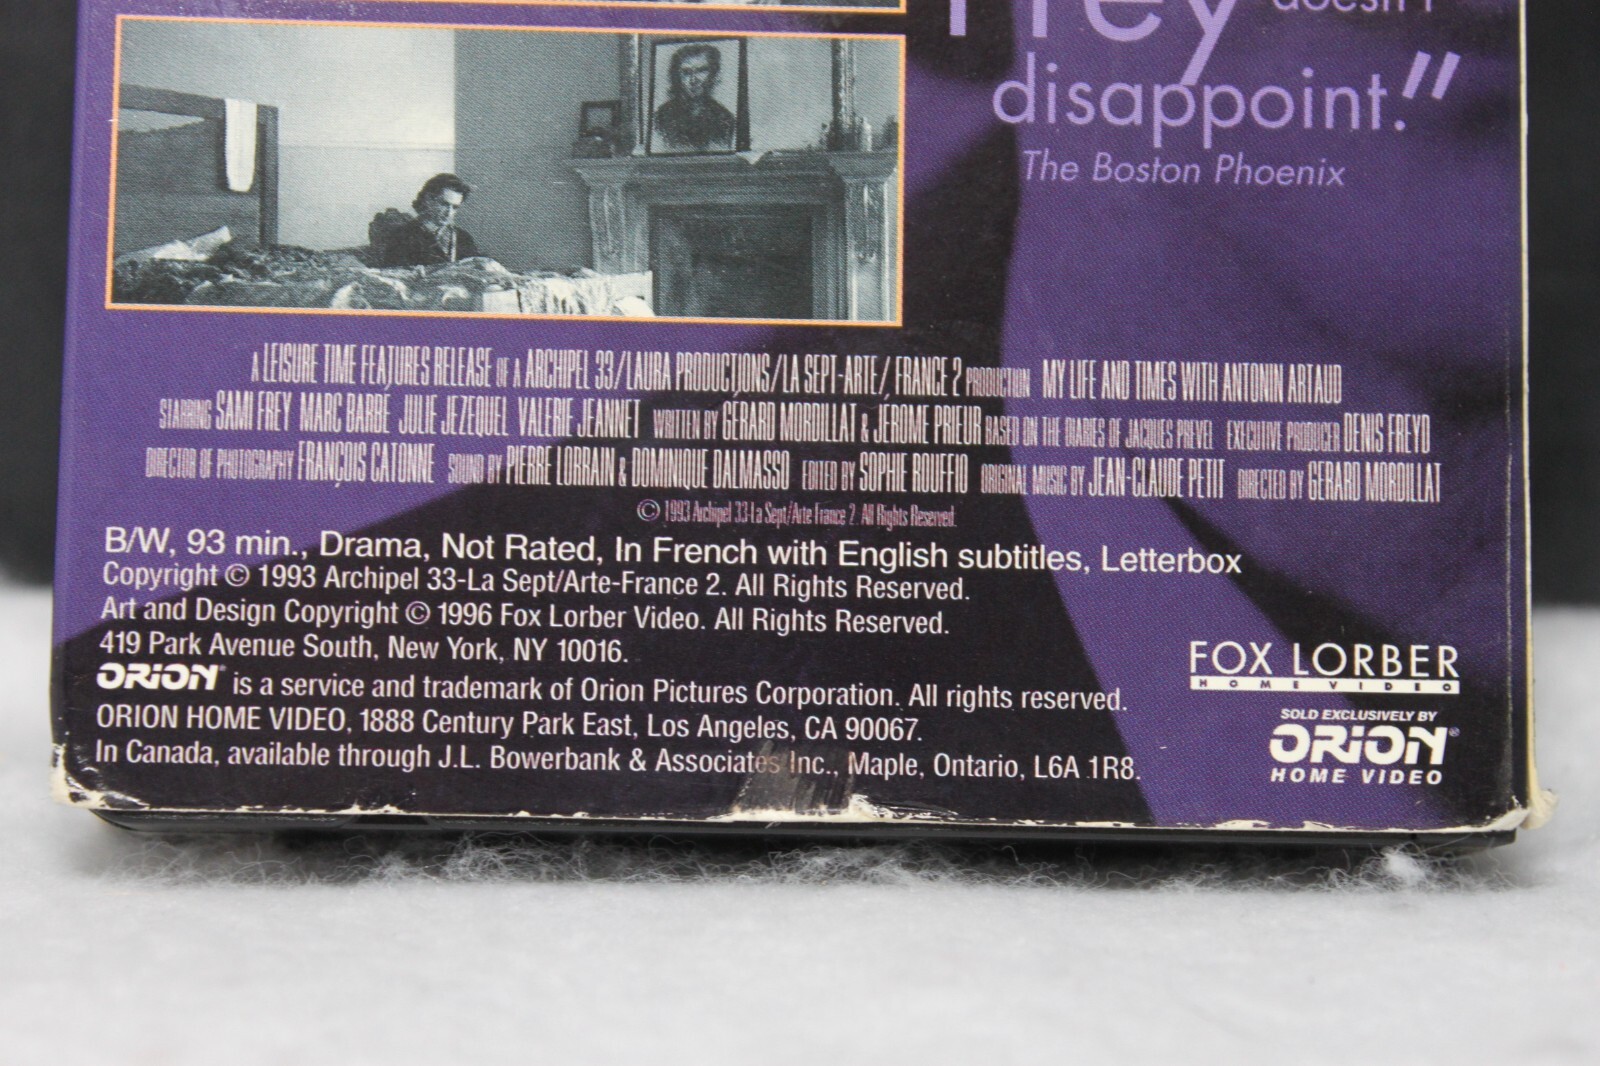 Frey doesn't
disappoint."
The Boston Phoenix
A LEISURE TIME FEATURES RELEASE OF A ARCHIPEL 33/LAURA PRODUCTIONS/LA SEPT-ARTE/, FRANCE 2 PRODUCTION MY LIFE AND TIMES WITH ANTONIN ARTAUD
STARRING SAMI FREY MARC BARBE JULIE JEZEQUEL VALERIE JEANNET WRITTEN BY GERARD MORDILLAT & JEROME PRIEUR BASED ON THE DIARIES OF JACQUES PREVEL EXECUTIVE PRODUCER DENIS FREYD
DIRECTOR OF PHOTOGRAPHY FRANÇOIS CATONNE SOUND BY PIERRE LORRAIN & DOMINIQUE DALMASSO EDITED BY SOPHIE ROUFFIO ORIGINAL MUSIC BY JEAN-CLAUDE PETIT DIRECTED BY GERARD MORDILLAT
© 1993 Archipel 33-La Sept/Arte France 2. All Rights Reserved.
B/W, 93 min., Drama, Not Rated, In French with English subtitles, Letterbox
Copyright © 1993 Archipel 33-La Sept/Arte-France 2. All Rights Reserved.
Art and Design Copyright © 1996 Fox Lorber Video. All Rights Reserved.
419 Park Avenue South, New York, NY 10016.
ORION® is a service and trademark of Orion Pictures Corporation. All rights reserved.
ORION HOME VIDEO, 1888 Century Park East, Los Angeles, CA 90067.
In Canada, available through J.L. Bowerbank & Associates Inc., Maple, Ontario, L6A 1R8.
FOX LORBER
HOME VIDEO
SOLD EXCLUSIVELY BY
ORION®
HOME VIDEO